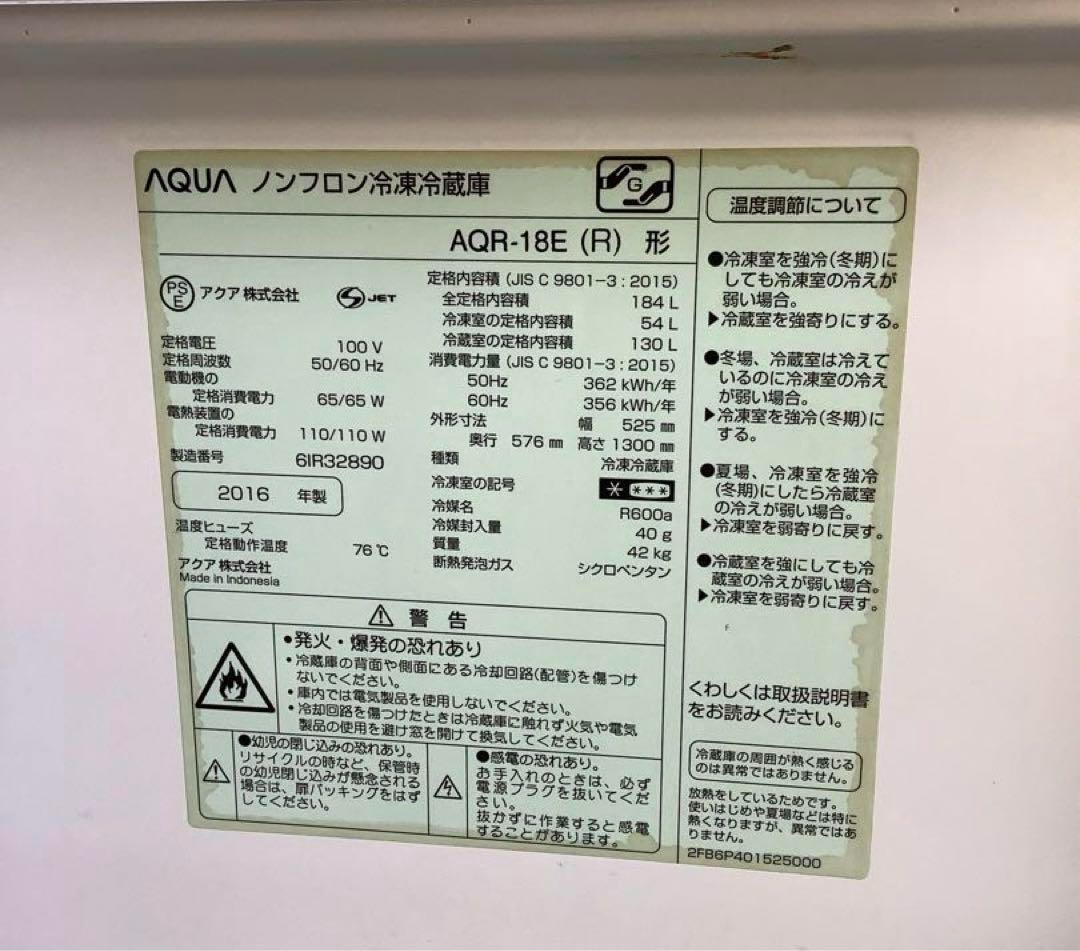 AQUA ノンフロン冷凍冷蔵庫
G
AQR-18E (R) 形
PS
E
アクア 株式会社
S JET
定格電圧 100 V
定格周波数 50/60 Hz
電動機の
定格消費電力 65/65 W
電熱装置の
定格消費電力 110/110 W
製造番号 6IR32890
2016 年製
温度ヒューズ
定格動作温度 76 ℃
アクア 株式会社
Made in Indonesia
定格内容積 (JIS C 9801-3 : 2015)
全定格内容積 184 L
冷凍室の定格内容積 54 L
冷蔵室の定格内容積 130 L
消費電力量 (JIS C 9801-3 : 2015)
50Hz 362 kWh/年
60Hz 356 kWh/年
外形寸法 幅 525 mm
奥行 576 mm 高さ 1300 mm
種類 冷凍冷蔵庫
冷凍室の記号 * ***
冷媒名 R600a
冷媒封入量 40 g
質量 42 kg
断熱発泡ガス シクロペンタン
警告
•発火・爆発の恐れあり
•冷蔵庫の背面や側面にある冷却回路(配管)を傷つけ
ないでください。
•庫内では電気製品を使用しないでください。
•冷却回路を傷つけたときは冷蔵庫に触れず火気や電気
製品の使用を避け窓を開けて換気してください。
●幼児の閉じ込みの恐れあり。
リサイクルの時など、保管時
の幼児閉じ込みが懸念される
場合は、扉パッキングをはず
してください。
●感電の恐れあり。
お手入れのときは、必ず
電源プラグを抜いてくだ
さい。
抜かずに作業すると感電
することがあります。
温度調節について
●冷凍室を強冷(冬期)に
しても冷凍室の冷えが
弱い場合。
▶冷蔵室を強寄りにする。
●冬場、冷蔵室は冷えて
いるのに冷凍室の冷え
が弱い場合。
▶冷凍室を強冷(冬期)に
する。
●夏場、冷凍室を強冷
(冬期)にしたら冷蔵室
の冷えが弱い場合。
▶冷凍室を弱寄りに戻す。
●冷蔵室を強にしても冷
蔵室の冷えが弱い場合。
▶冷凍室を弱寄りに戻す。
くわしくは取扱説明書
をお読みください。
冷蔵庫の周囲が熱く感じる
のは異常ではありません。
放熱をしているためです。
使いはじめや夏場などは特に
熱くなりますが、異常ではあ
りません。
2FB6P401525000